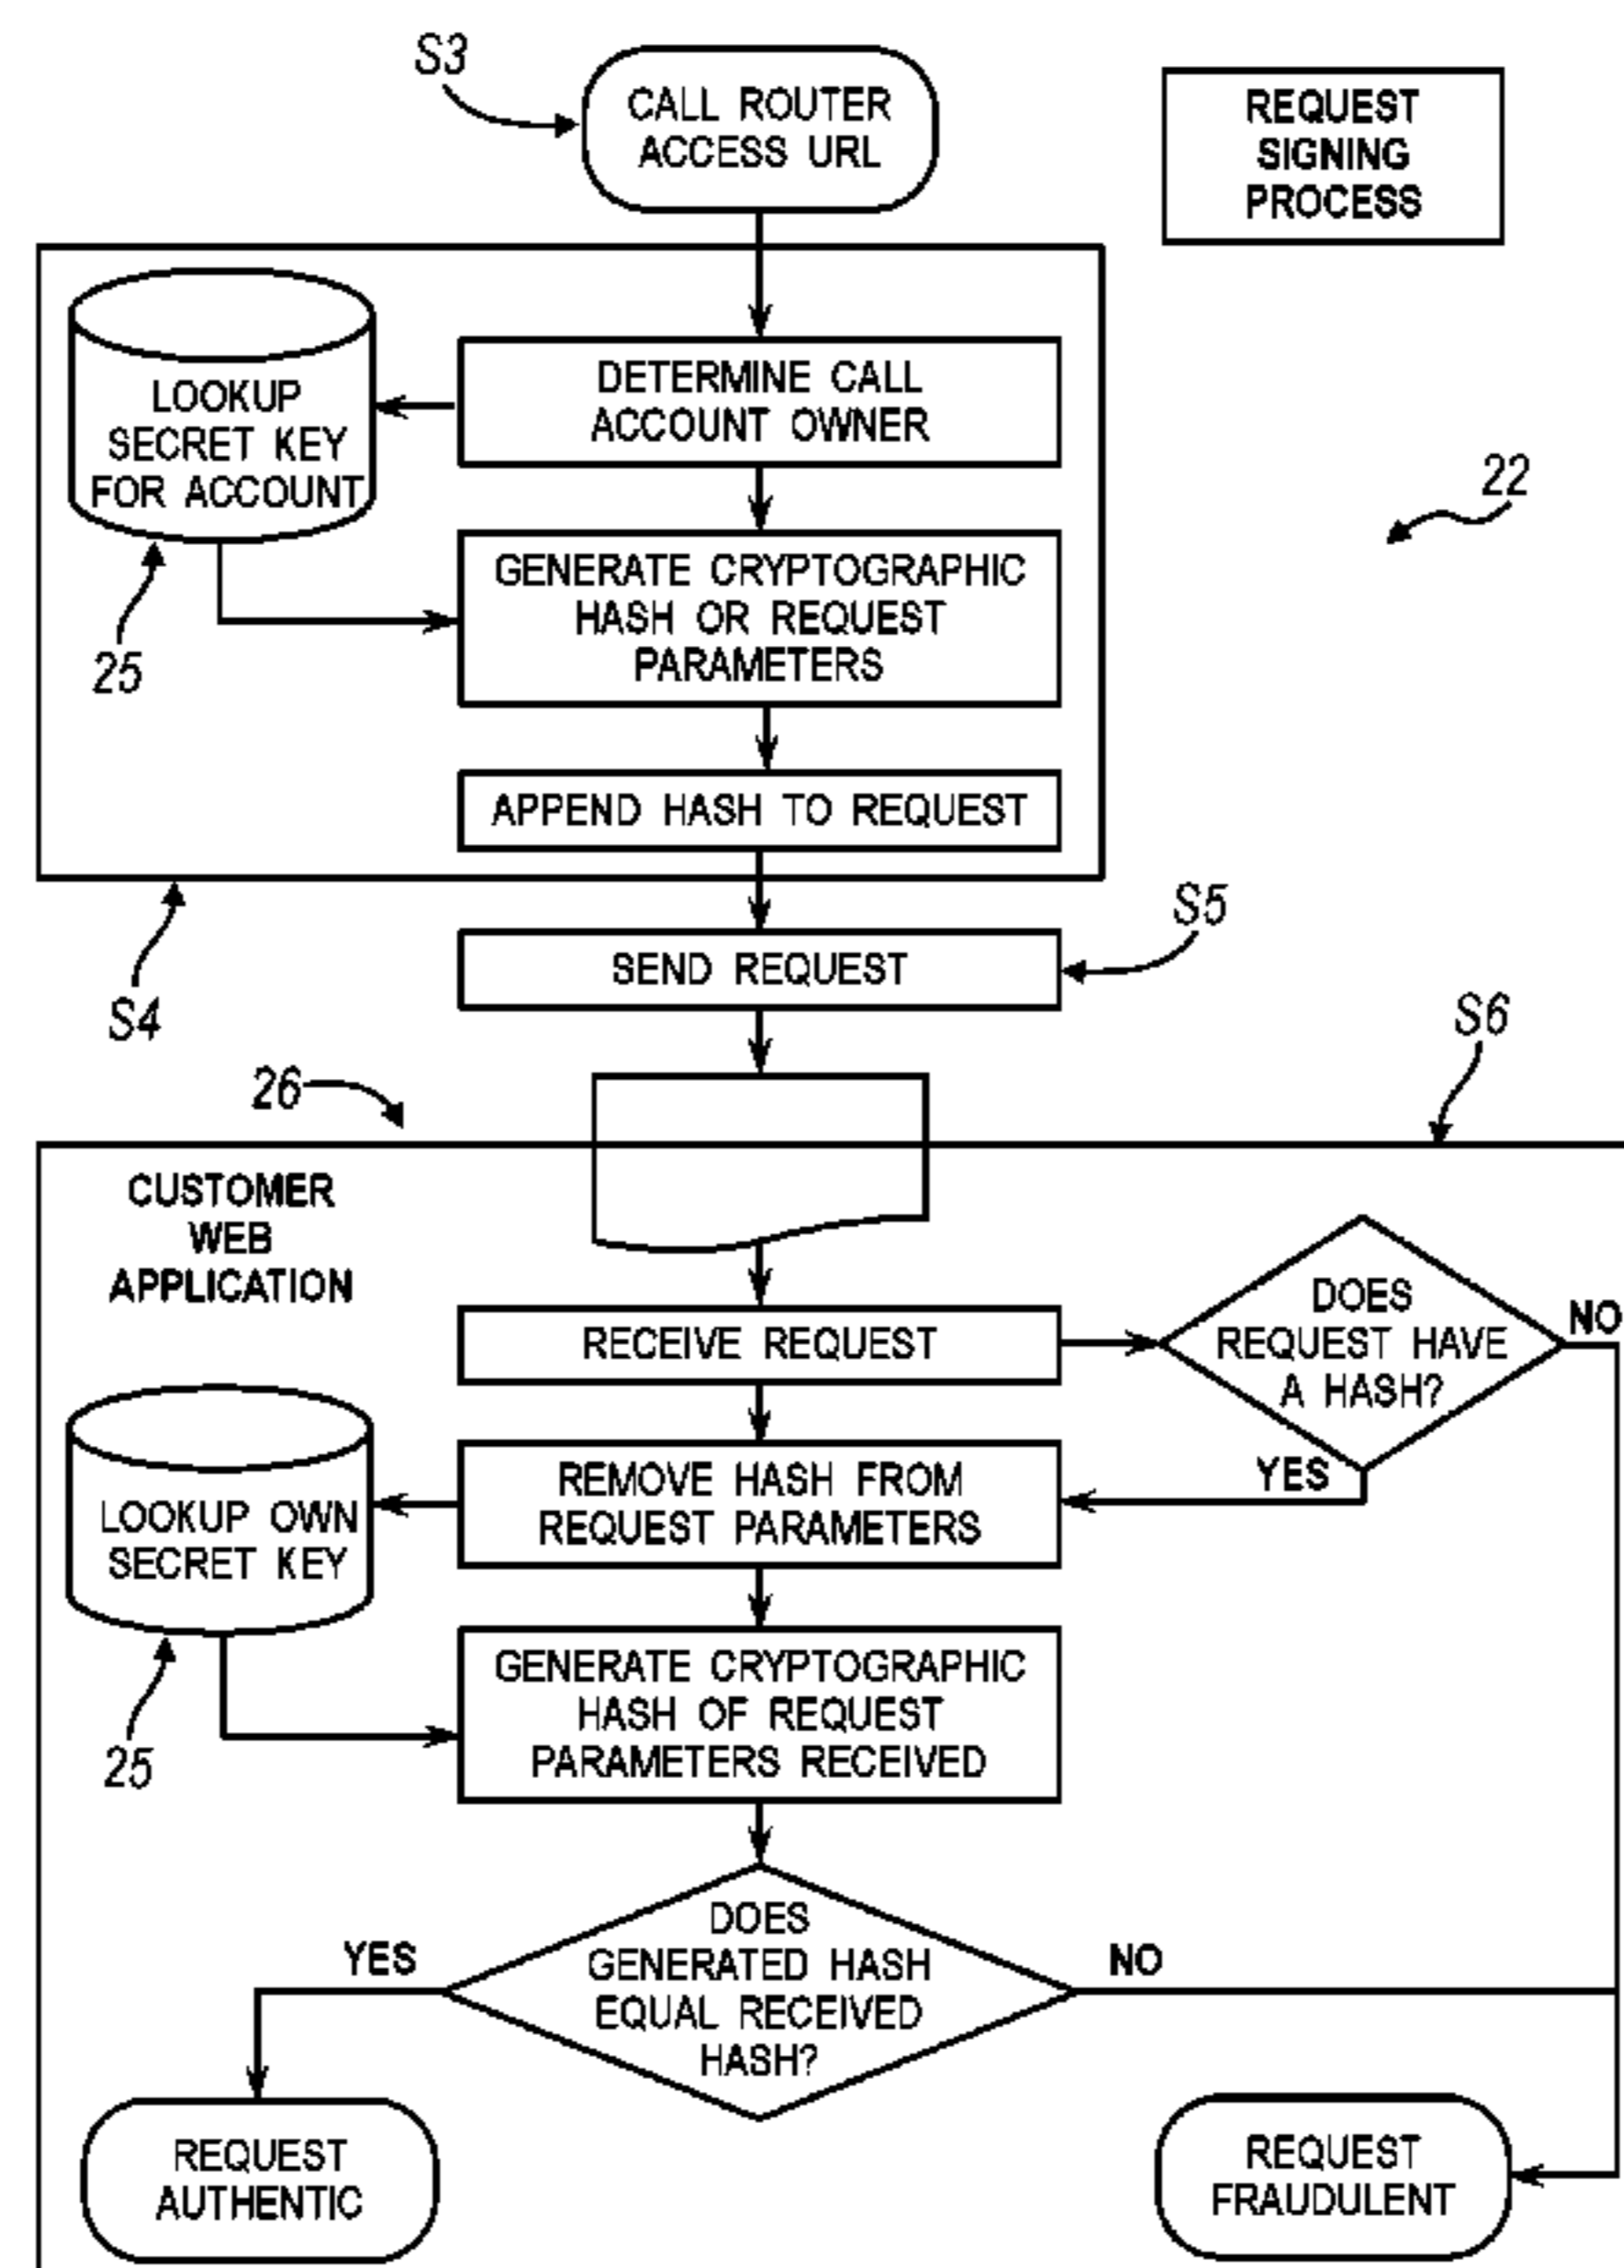 S3
CALL ROUTER
ACCESS URL
REQUEST
SIGNING
PROCESS
LOOKUP
SECRET KEY
FOR ACCOUNT
DETERMINE CALL
ACCOUNT OWNER
22
GENERATE CRYPTOGRAPHIC
HASH OR REQUEST
PARAMETERS
25
APPEND HASH TO REQUEST
S5
SEND REQUEST
S4
S6
26
CUSTOMER
WEB
APPLICATION
RECEIVE REQUEST
DOES
REQUEST HAVE
A HASH?
NO
YES
REMOVE HASH FROM
REQUEST PARAMETERS
LOOKUP OWN
SECRET KEY
GENERATE CRYPTOGRAPHIC
HASH OF REQUEST
PARAMETERS RECEIVED
25
DOES
GENERATED HASH
EQUAL RECEIVED
HASH?
YES
NO
REQUEST
AUTHENTIC
REQUEST
FRAUDULENT